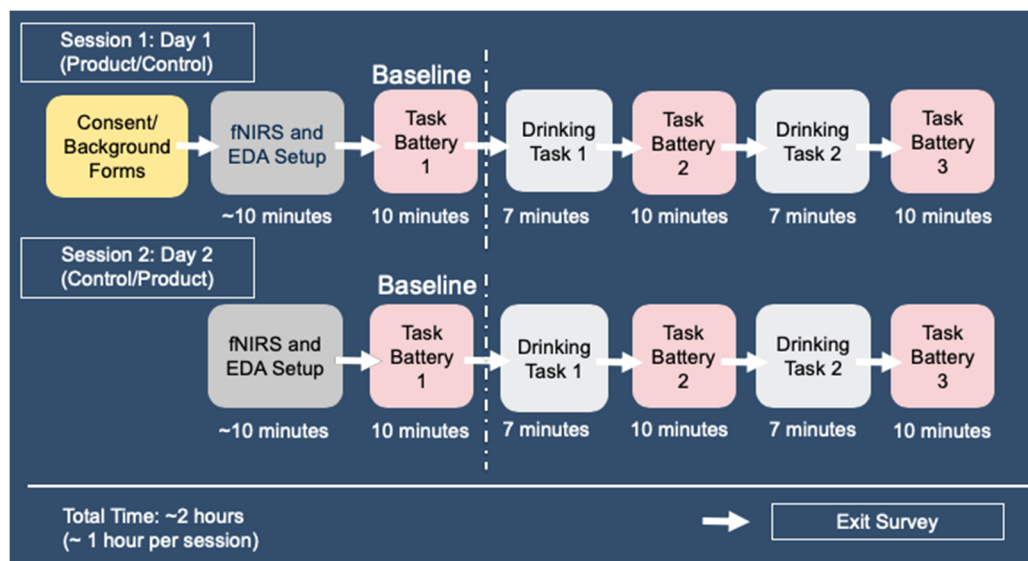 Session 1: Day 1
(Product/Control)
Baseline
Consent/
Background
Forms
fNIRS and
EDA Setup
Task
Battery
1
Drinking
Task 1
Task
Battery
2
Drinking
Task 2
Task
Battery
3
~10 minutes
10 minutes
7 minutes
10 minutes
7 minutes
10 minutes
Session 2: Day 2
(Control/Product)
Baseline
fNIRS and
EDA Setup
Task
Battery
1
Drinking
Task 1
Task
Battery
2
Drinking
Task 2
Task
Battery
3
~10 minutes
10 minutes
7 minutes
10 minutes
7 minutes
10 minutes
Total Time: ~2 hours
(~ 1 hour per session)
Exit Survey